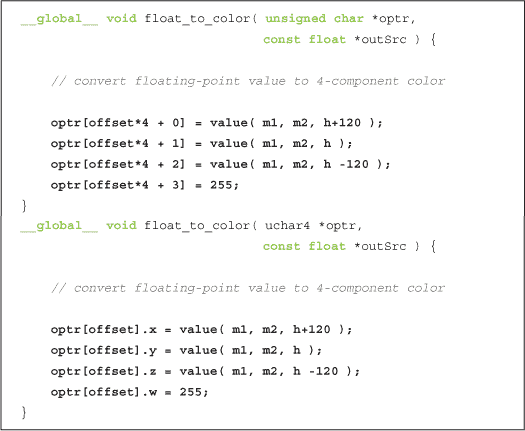 __global__ void float_to_color( unsigned char *optr,
const float *outSrc ) {
// convert floating-point value to 4-component color
optr[offset*4 + 0] = value( m1, m2, h+120 );
optr[offset*4 + 1] = value( m1, m2, h );
optr[offset*4 + 2] = value( m1, m2, h -120 );
optr[offset*4 + 3] = 255;
}
__global__ void float_to_color( uchar4 *optr,
const float *outSrc ) {
// convert floating-point value to 4-component color
optr[offset].x = value( m1, m2, h+120 );
optr[offset].y = value( m1, m2, h );
optr[offset].z = value( m1, m2, h -120 );
optr[offset].w = 255;
}